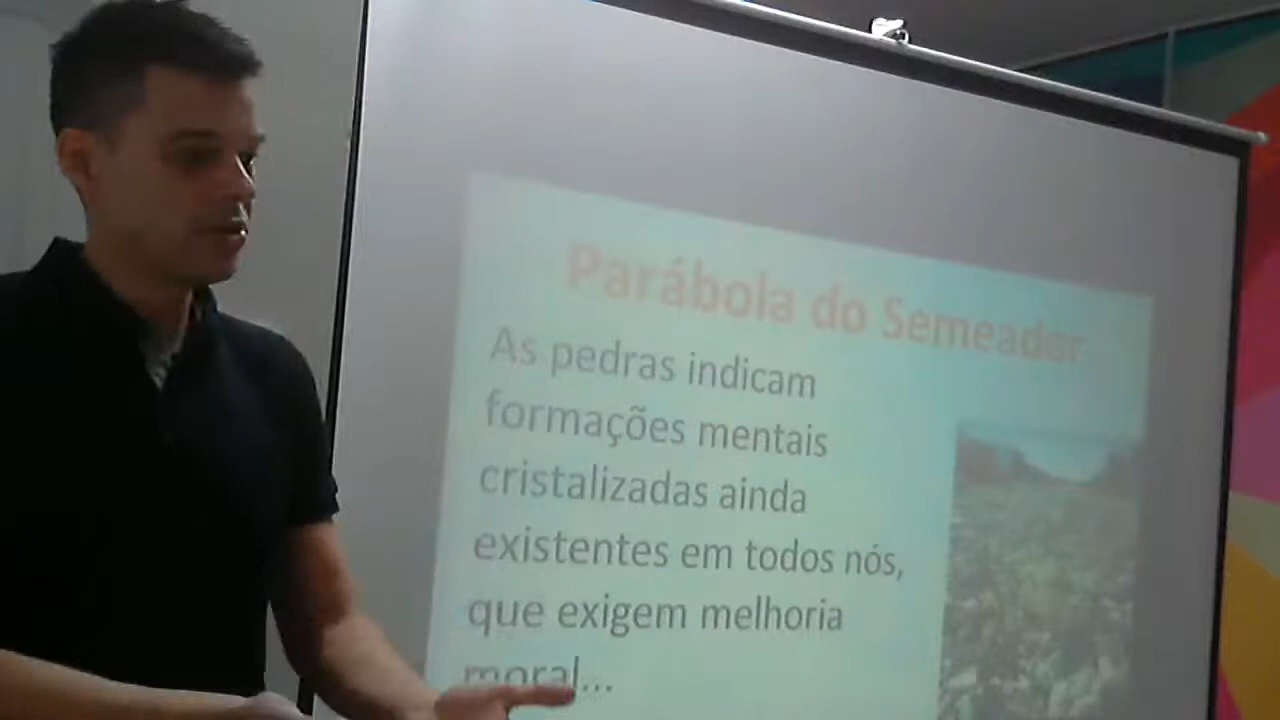 Parábola do Semeador
As pedras indicam
formações mentais
cristalizadas ainda
existentes em todos nós,
que exigem melhoria
moral...